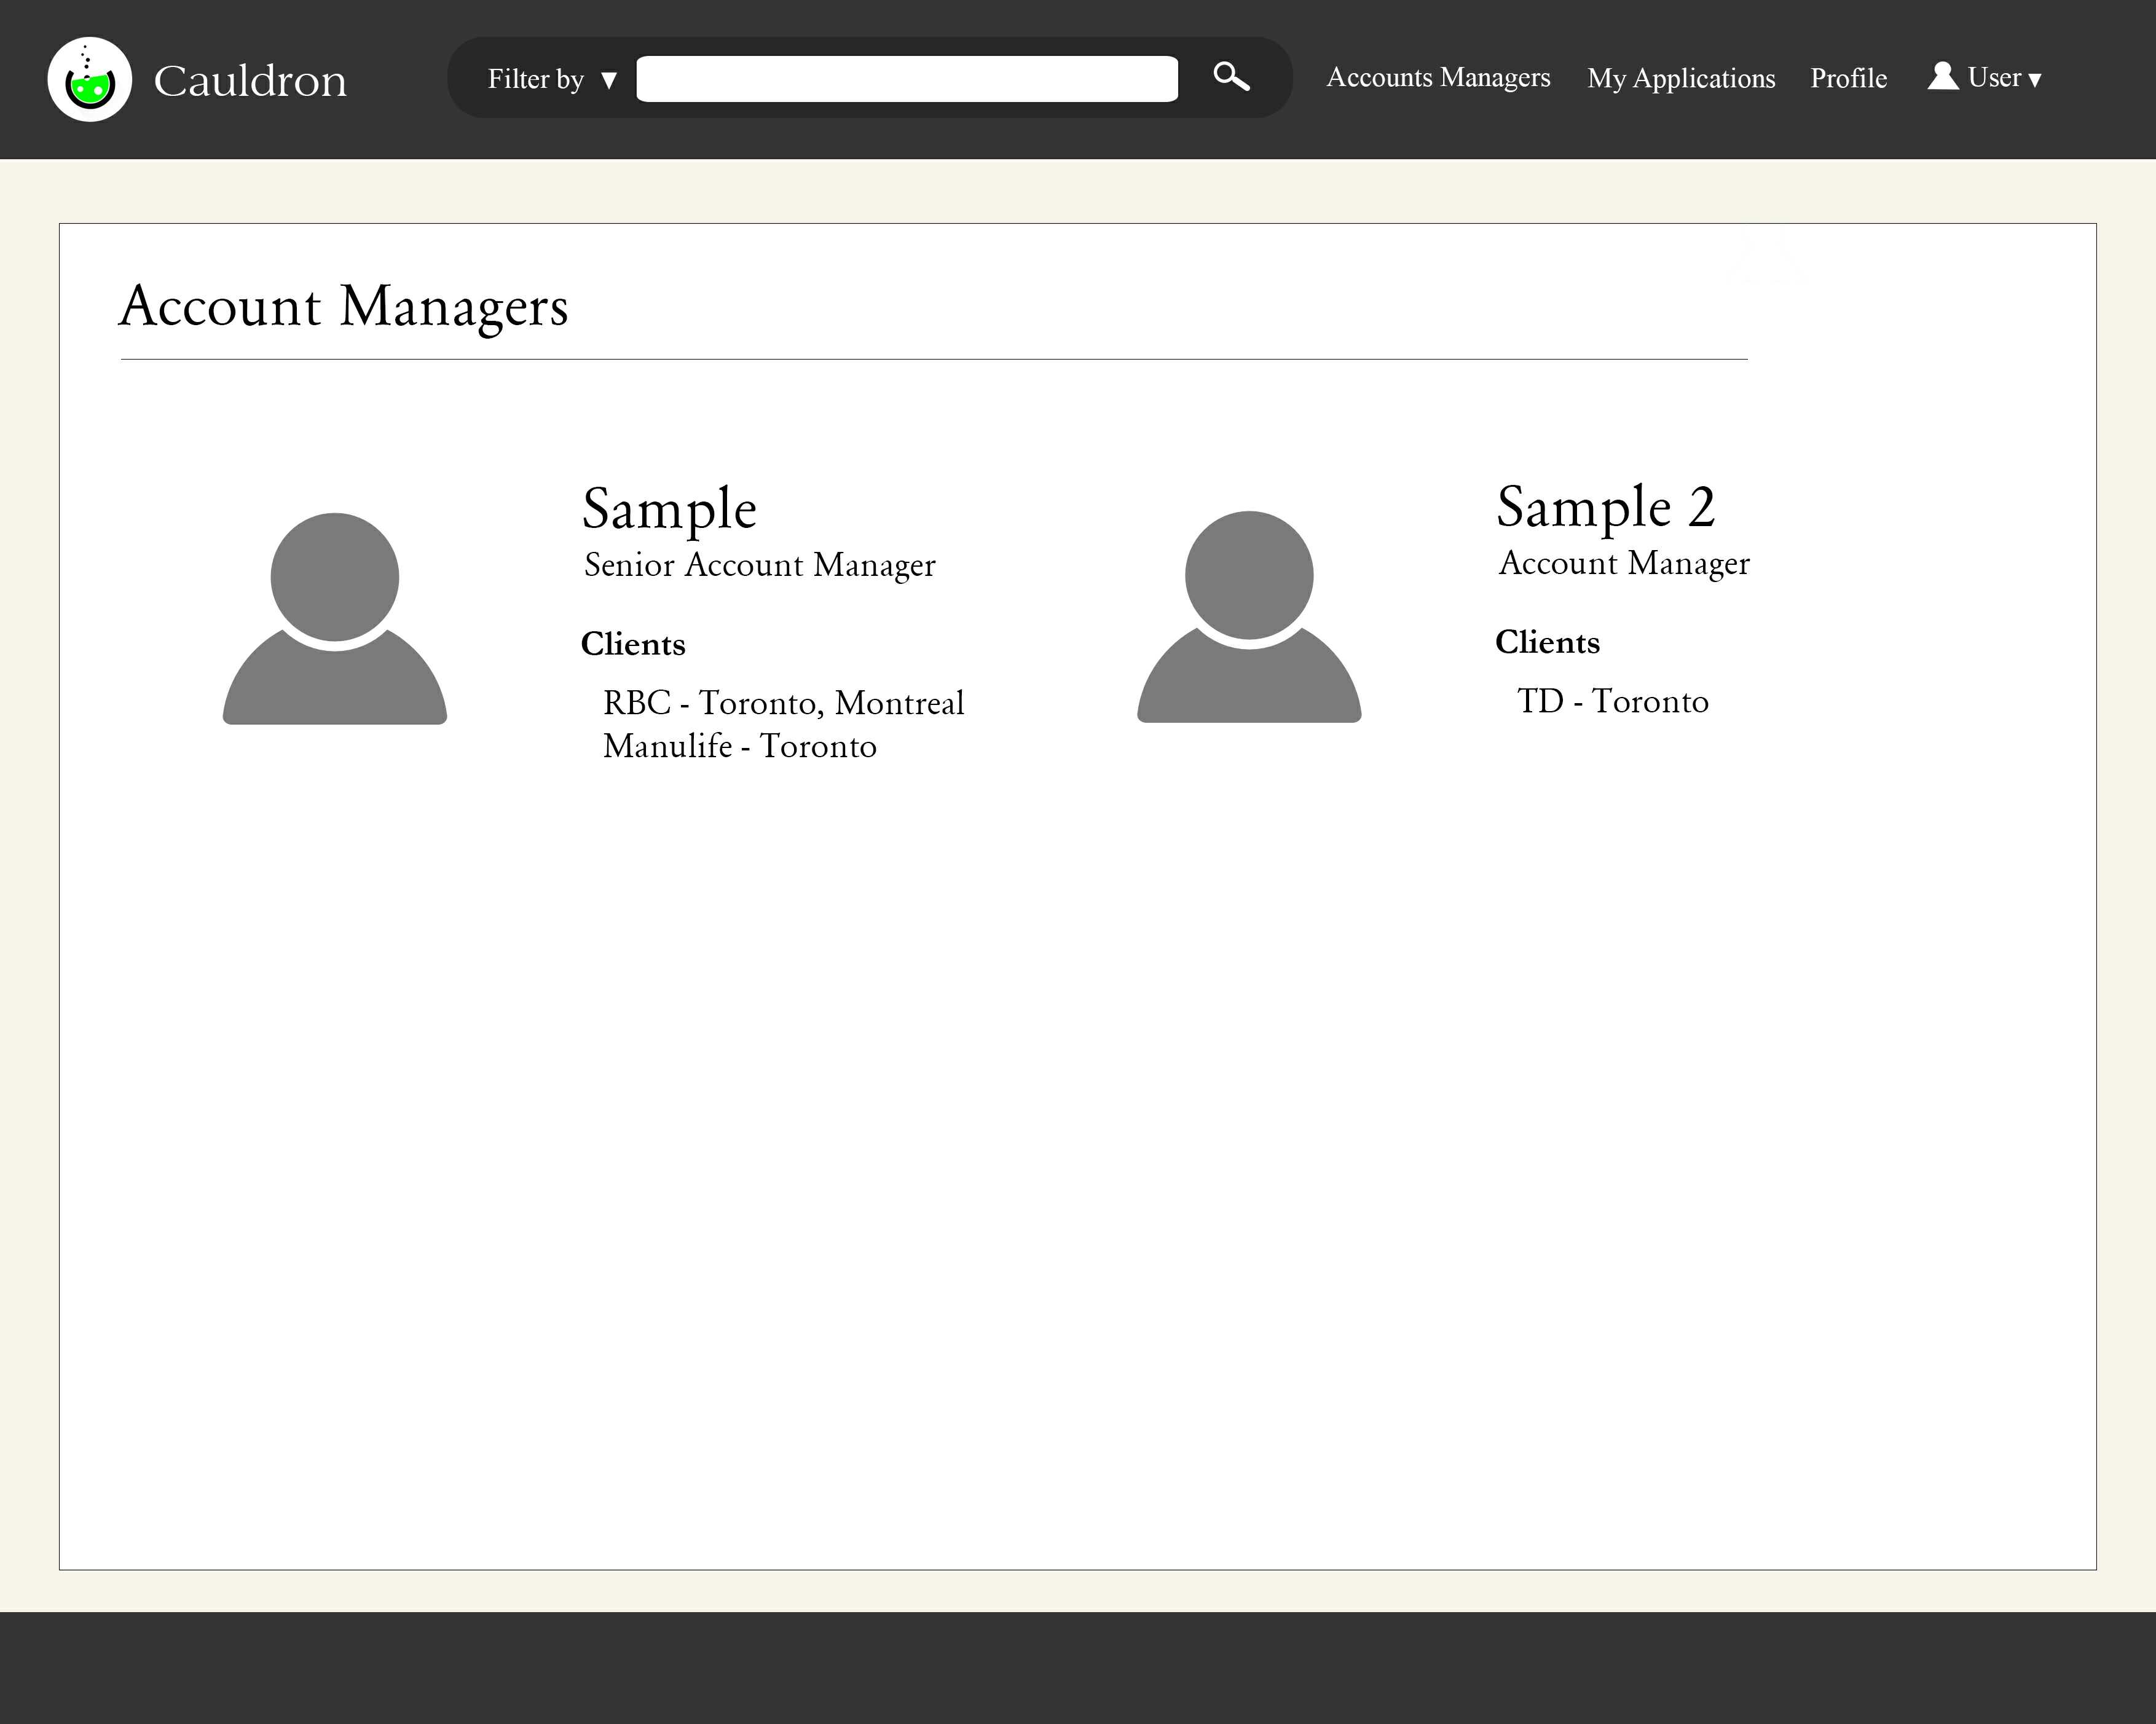 Cauldron
Filter by ▼
Accounts Managers
My Applications
Profile
User ▼
Account Managers
Sample
Senior Account Manager
Clients
RBC - Toronto, Montreal
Manulife - Toronto
Sample 2
Account Manager
Clients
TD - Toronto